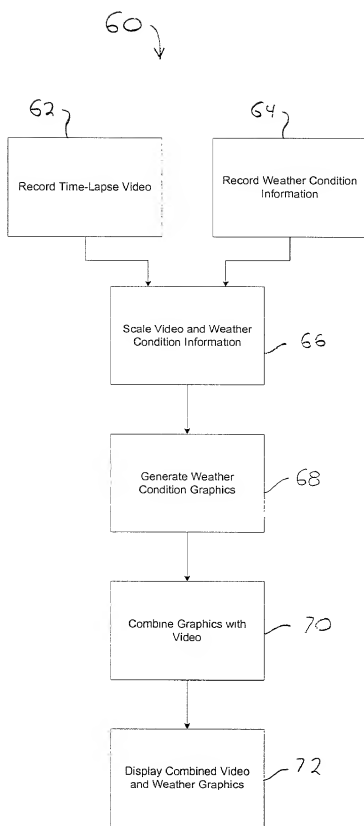 60
62
64
Record Time-Lapse Video
Record Weather Condition
Information
Scale Video and Weather
Condition Information
66
Generate Weather
Condition Graphics
68
Combine Graphics with
Video
70
Display Combined Video
and Weather Graphics
72